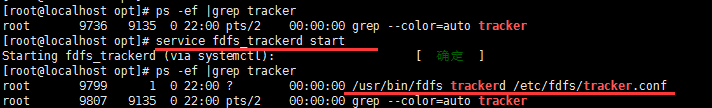 [root@localhost opt]# ps -ef |grep tracker
root 9736 9135 0 22:00 pts/2 00:00:00 grep --color=auto tracker
[root@localhost opt]# service fdfs_trackerd start
Starting fdfs_trackerd (via systemctl): [ 确定 ]
[root@localhost opt]# ps -ef |grep tracker
root 9799 1 0 22:00 ? 00:00:00 /usr/bin/fdfs_trackerd /etc/fdfs/tracker.conf
root 9807 9135 0 22:00 pts/2 00:00:00 grep --color=auto tracker